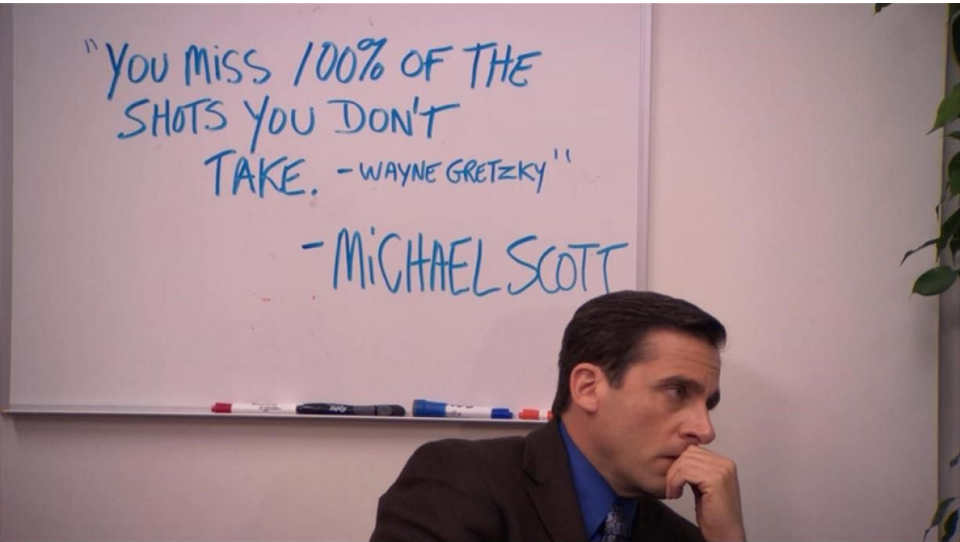 "YOU MiSS 100% OF THE
SHOTS YOU DON'T
TAKE. - WAYNE GRETZKY"
- MiCHAEL SCOTT